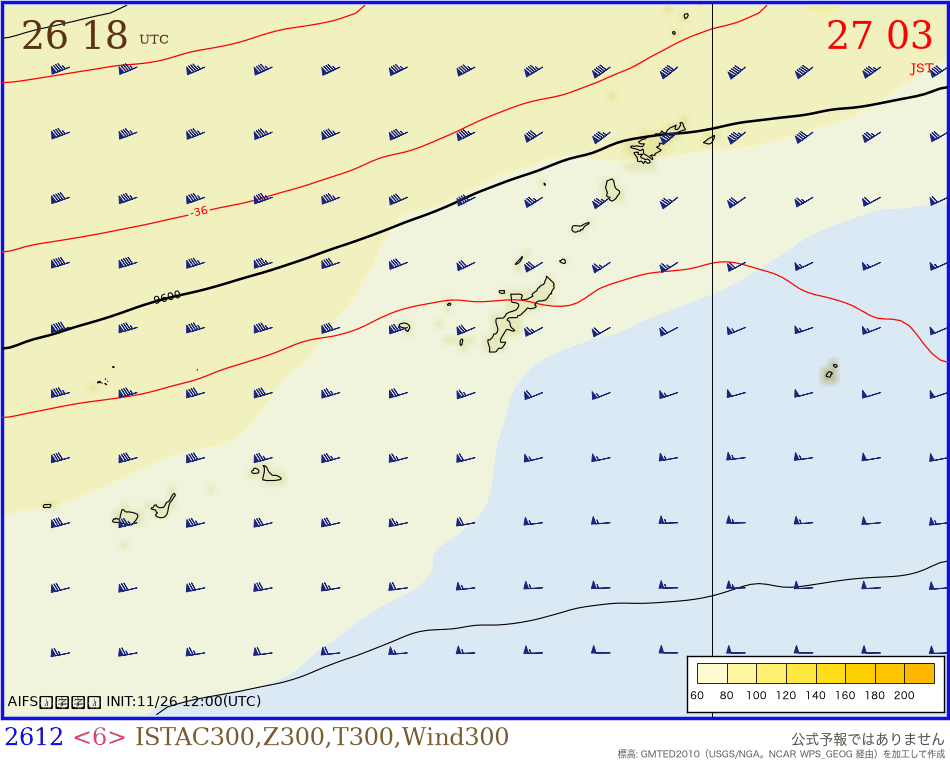 26 18 UTC
27 03
JST
-36
9600
AIFS INIT:11/26 12:00(UTC)
60 80 100 120 140 160 180 200
2612 <6> ISTAC300,Z300,T300,Wind300
公式予報ではありません
標高: GMTED2010（USGS/NGA。NCAR WPS_GEOG 経由）を加工して作成